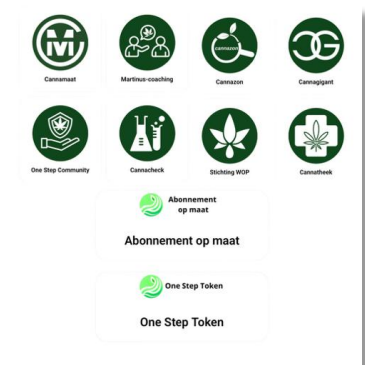 Cannamaat
Martinus-coaching
cannazon
Cannazon
Cannagigant
One Step Community
Cannacheck
Stichting WOP
Cannatheek
Abonnement
op maat
Abonnement op maat
One Step Token
One Step Token